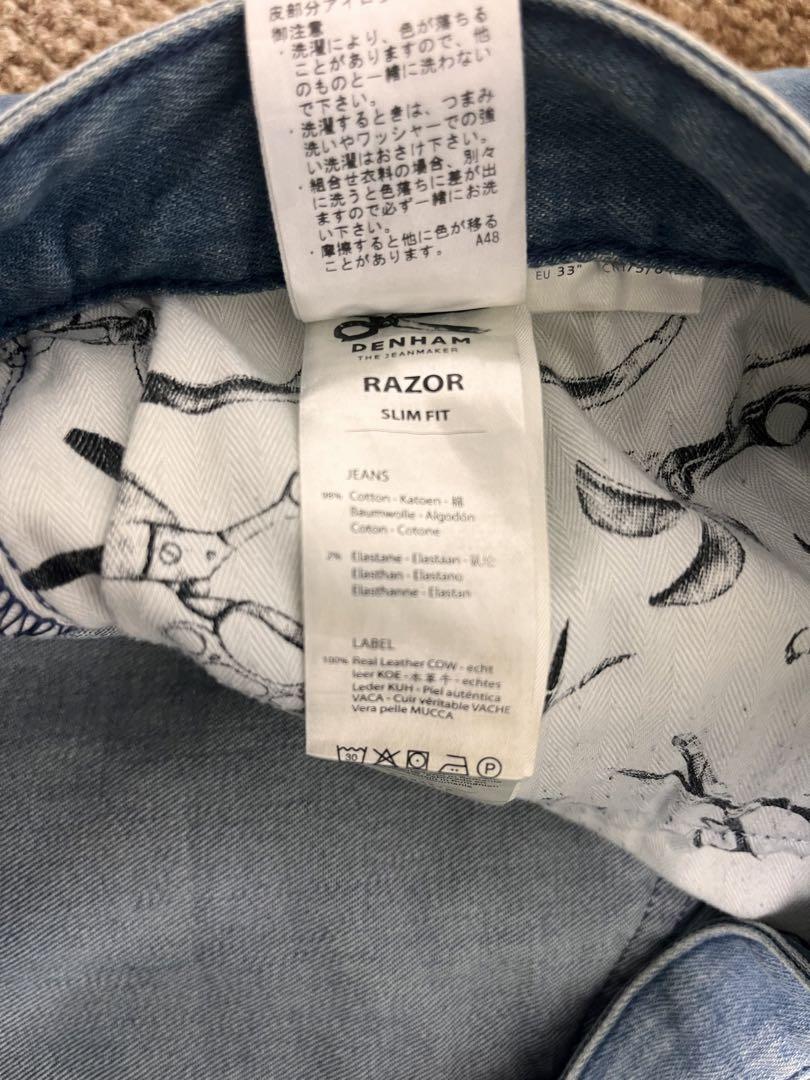 皮部分アイロ
御注意
・洗濯により、色が落ちる
ことがありますので、他
のものと一緒に洗わない
で下さい。
・洗濯するときは、つまみ
洗いやワッシャーでの強
い洗濯はおさけ下さい。
・組合せ衣料の場合、別々
に洗うと色落ちに差が出
ますので必ず一緒にお洗
い下さい。
・摩擦すると他に色が移る
ことがあります。 A48
EU 33"
DENHAM
THE JEANMAKER
RAZOR
SLIM FIT
JEANS
98% Cotton - Katoen - 綿
Baumwolle - Algodón
Coton - Cotone
2% Elastane - Elastaan -
Elasthan - Elastano
Elasthanne - Elastan
LABEL
100% Real Leather COW - echt
leer KOE - 本革牛 - echtes
Leder KUH - Piel auténtica
VACA - Cuir véritable VACHE
Vera pelle MUCCA
30 P